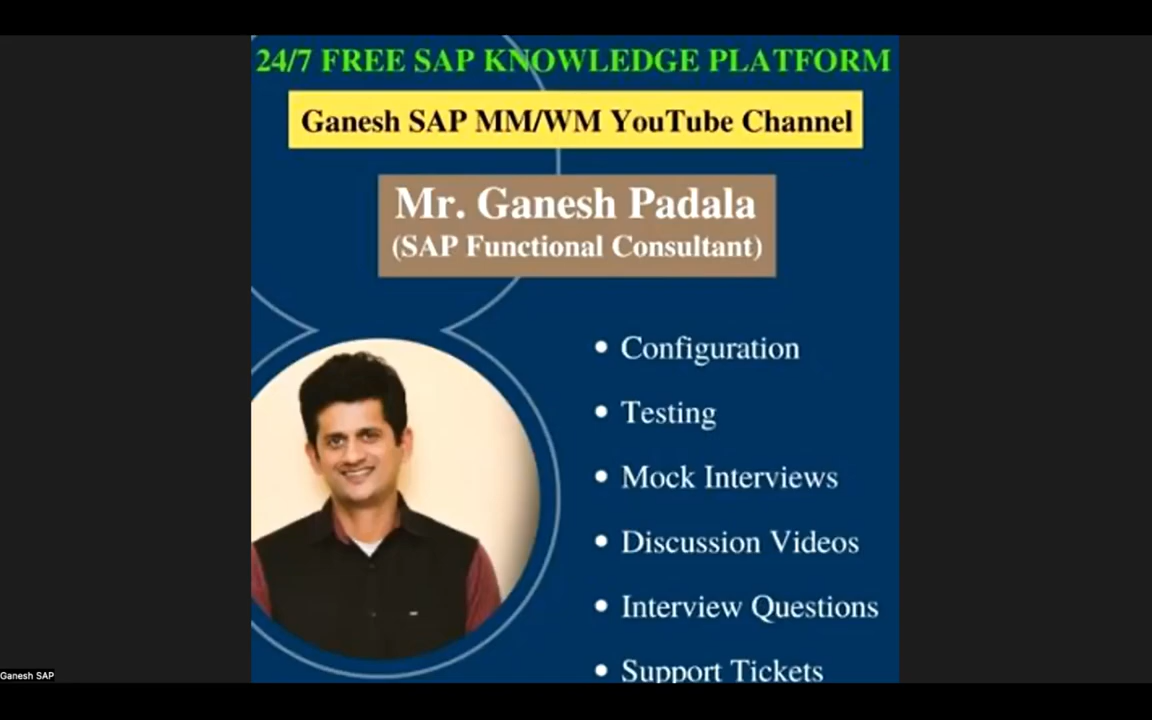 24/7 FREE SAP KNOWLEDGE PLATFORM
Ganesh SAP MM/WM YouTube Channel
Mr. Ganesh Padala
(SAP Functional Consultant)
• Configuration
• Testing
• Mock Interviews
• Discussion Videos
• Interview Questions
• Support Tickets
Ganesh SAP